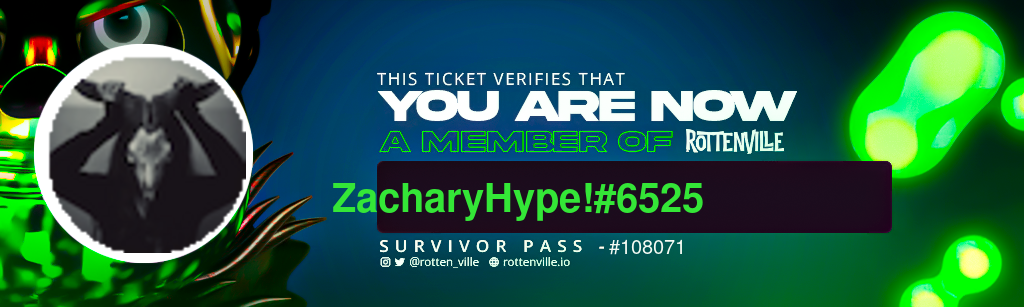 THIS TICKET VERIFIES THAT
YOU ARE NOW
A MEMBER OF ROTTENVILLE
ZacharyHype!#6525
SURVIVOR PASS - #108071
@rotten_ville rottenville.io